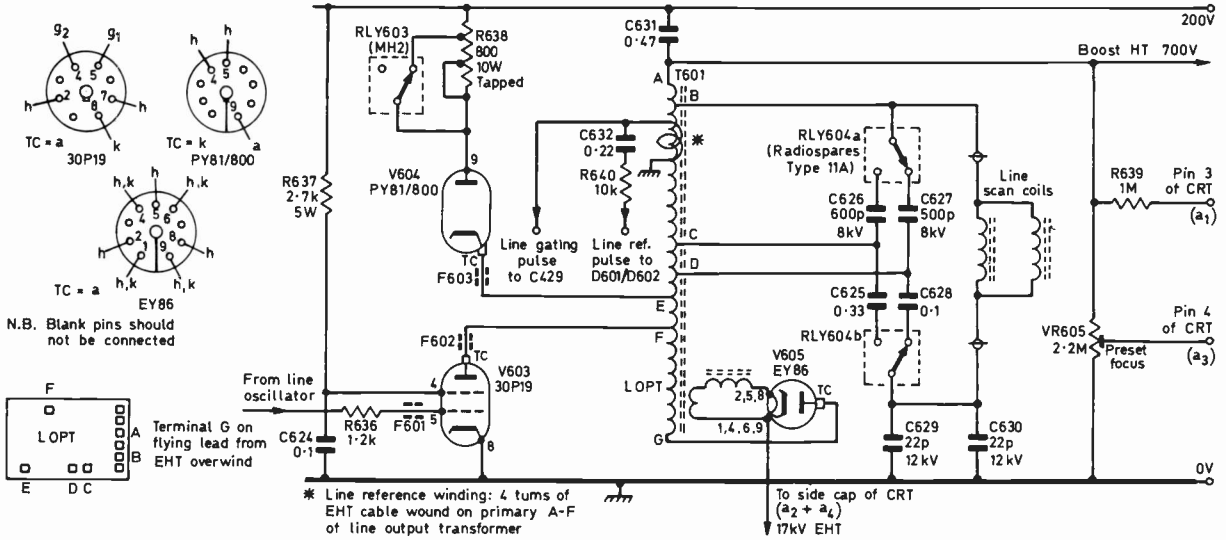 g2 g1
4 5
h 2 7 h
8
TC = a k
30P19
h h
4 5
9
TC = k a
PY81/800
h,k h,k h,k
4 5 6
h 2 8 h
1 9
h,k h,k
TC = a
EY86
N.B. Blank pins should
not be connected
F
LOPT
A
B
E D C
Terminal G on
flying lead from
EHT overwind
From line
oscillator
R637
2·7k
5W
R636
1·2k
F601
C624
0·1
RLY603
(MH2)
R638
800
10W
Tapped
9
V604
PY81/800
TC
F603
F602
TC
V603
30P19
4
5
8
C631
0·47
200V
Boost HT 700V
A T601
B
C632
0·22
*
R640
10k
Line gating
pulse
to C429
Line ref.
pulse to
D601/D602
C
D
E
F
LOPT
G
RLY604a
(Radiospares
Type 11A)
C626
600p
8kV
C627
500p
8kV
C625
0·33
C628
0·1
RLY604b
Line
scan coils
R639
1M
Pin 3
of CRT
(a1)
VR605
2·2M
Preset
focus
Pin 4
of CRT
(a3)
V605
EY86
TC
2,5,8
1,4,6,9
C629
22p
12kV
C630
22p
12kV
0V
* Line reference winding: 4 turns of
EHT cable wound on primary A-F
of line output transformer
To side cap of CRT
(a2 + a4)
17kV EHT